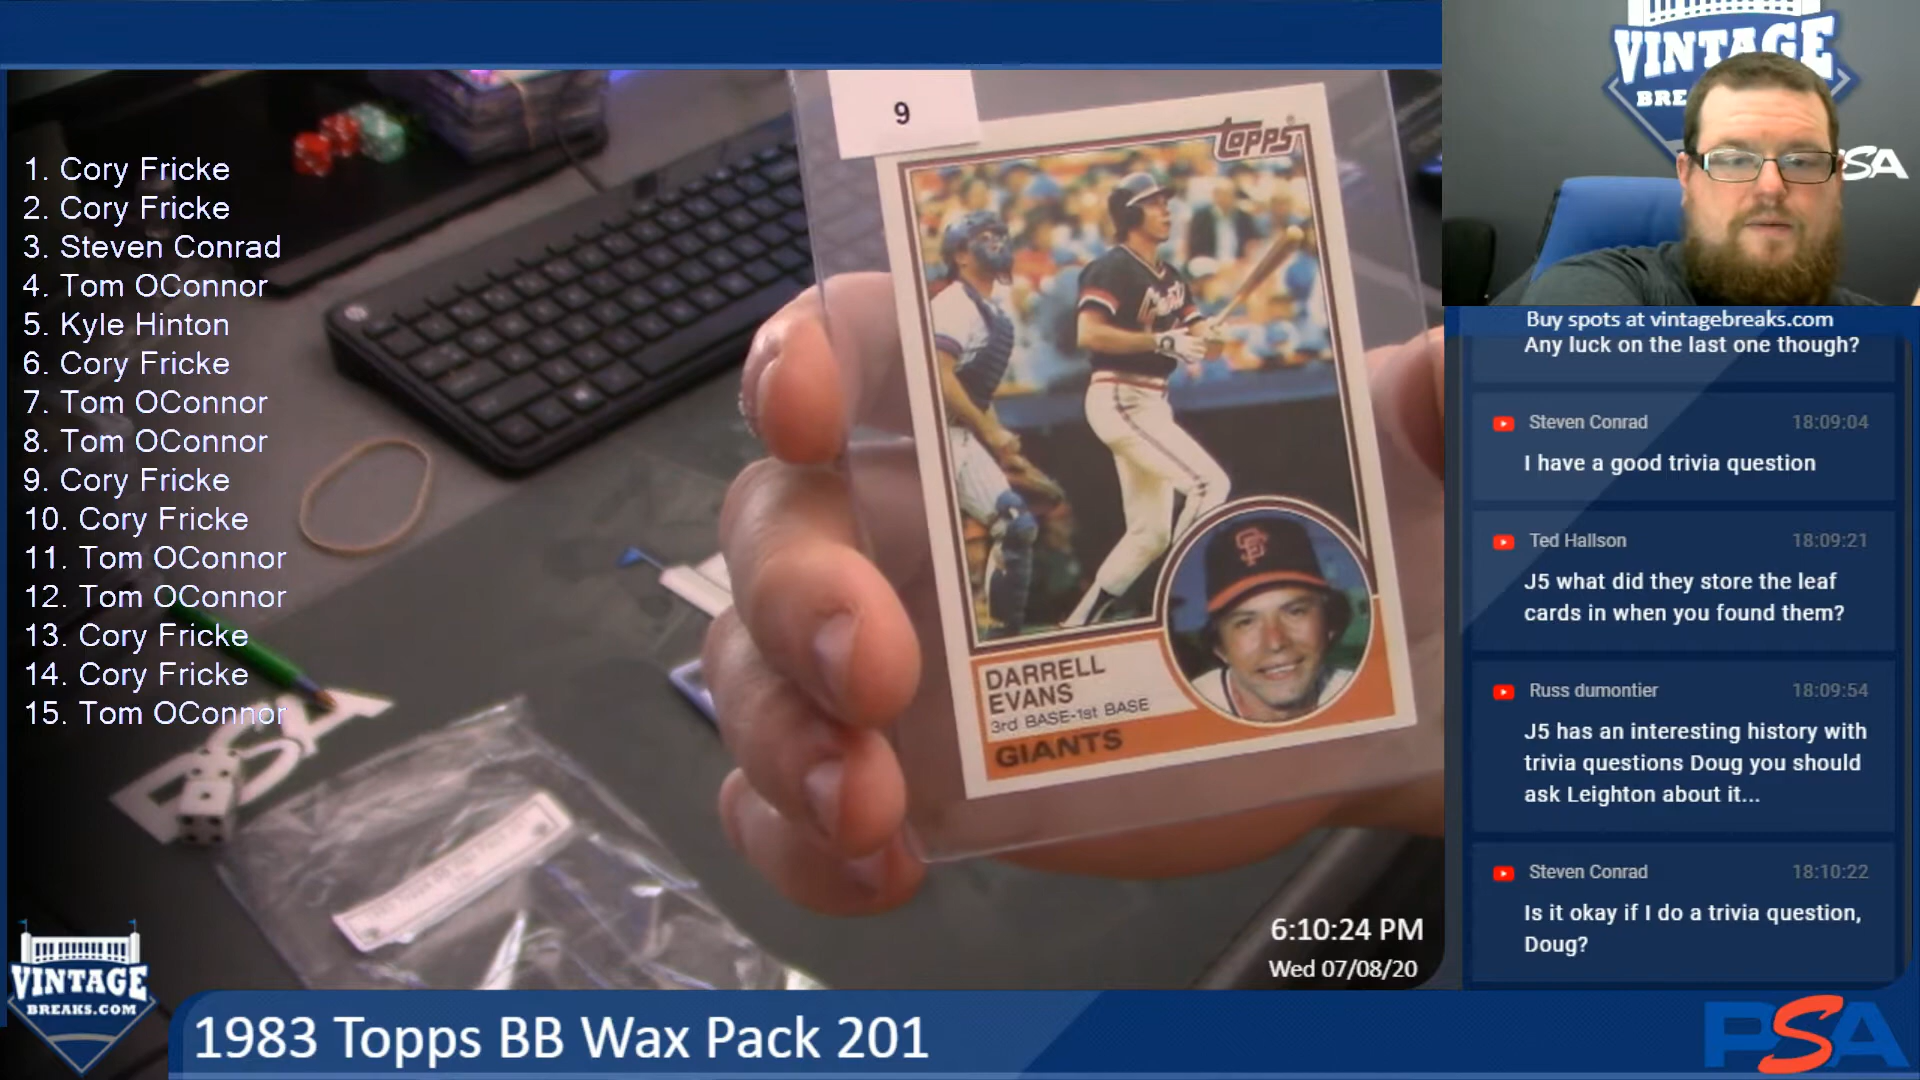 1. Cory Fricke
2. Cory Fricke
3. Steven Conrad
4. Tom OConnor
5. Kyle Hinton
6. Cory Fricke
7. Tom OConnor
8. Tom OConnor
9. Cory Fricke
10. Cory Fricke
11. Tom OConnor
12. Tom OConnor
13. Cory Fricke
14. Cory Fricke
15. Tom OConnor
PSA
9
topps
Giants
SF
DARRELL
EVANS
3rd BASE-1st BASE
GIANTS
6:10:24 PM
Wed 07/08/20
VINTAGE
BRE
SA
Buy spots at vintagebreaks.com
Any luck on the last one though?
Steven Conrad 18:09:04
I have a good trivia question
Ted Hallson 18:09:21
J5 what did they store the leaf
cards in when you found them?
Russ dumontier 18:09:54
J5 has an interesting history with
trivia questions Doug you should
ask Leighton about it...
Steven Conrad 18:10:22
Is it okay if I do a trivia question,
Doug?
VINTAGE
BREAKS.COM
1983 Topps BB Wax Pack 201
PSA